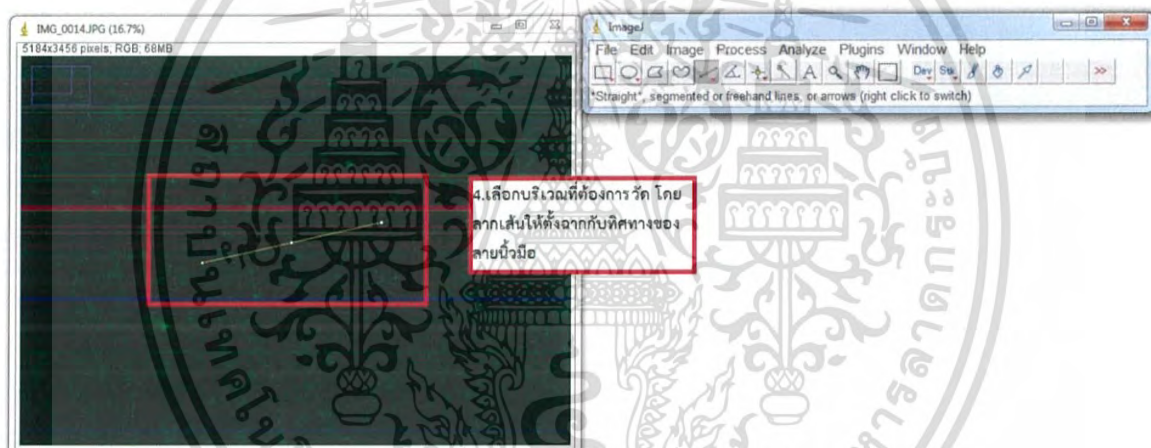 IMG_0014.JPG (16.7%)
5184x3456 pixels, RGB, 68MB
ImageJ
File Edit Image Process Analyze Plugins Window Help
A Dev Stk >>
*Straight*, segmented or freehand lines, or arrows (right click to switch)
4.เลือกบริเวณที่ต้องการวัด โดย
ลากเส้นให้ตั้งฉากกับทิศทางของ
ลายนิ้วมือ